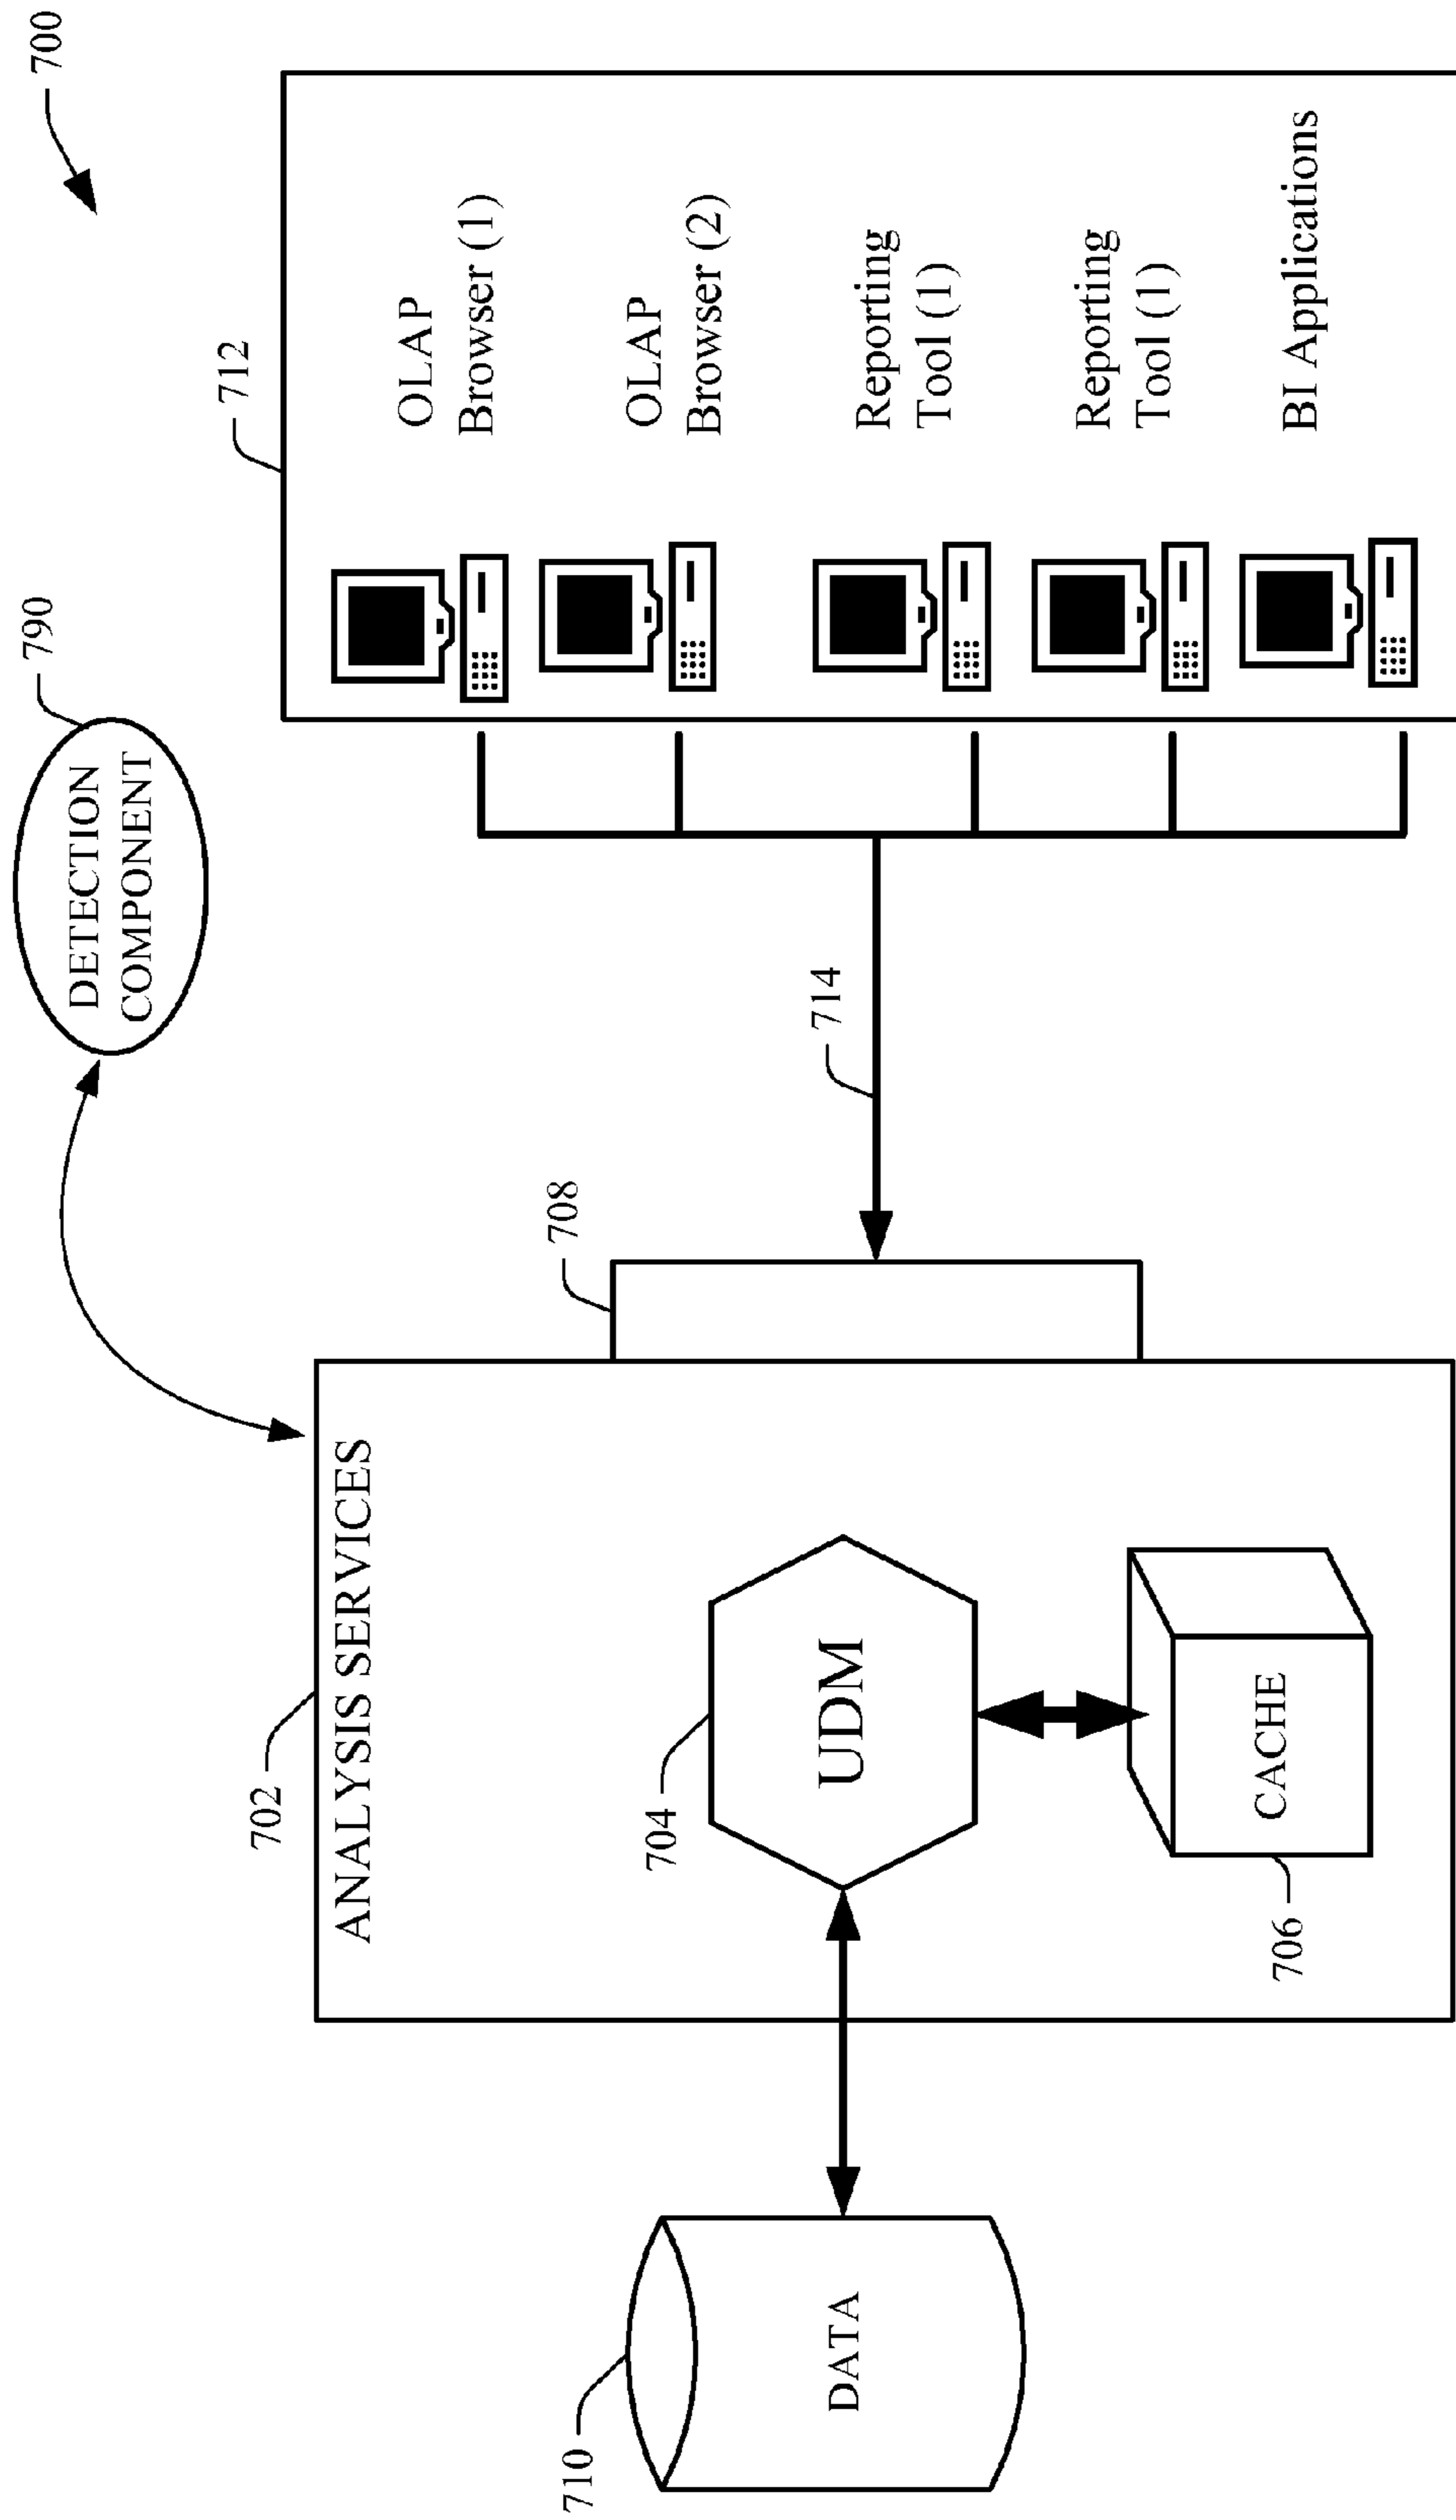 700
790
DETECTION
COMPONENT
712
OLAP
Browser (1)
OLAP
Browser (2)
Reporting
Tool (1)
Reporting
Tool (1)
BI Applications
714
708
702
ANALYSIS SERVICES
704
UDM
CACHE
706
710
DATA